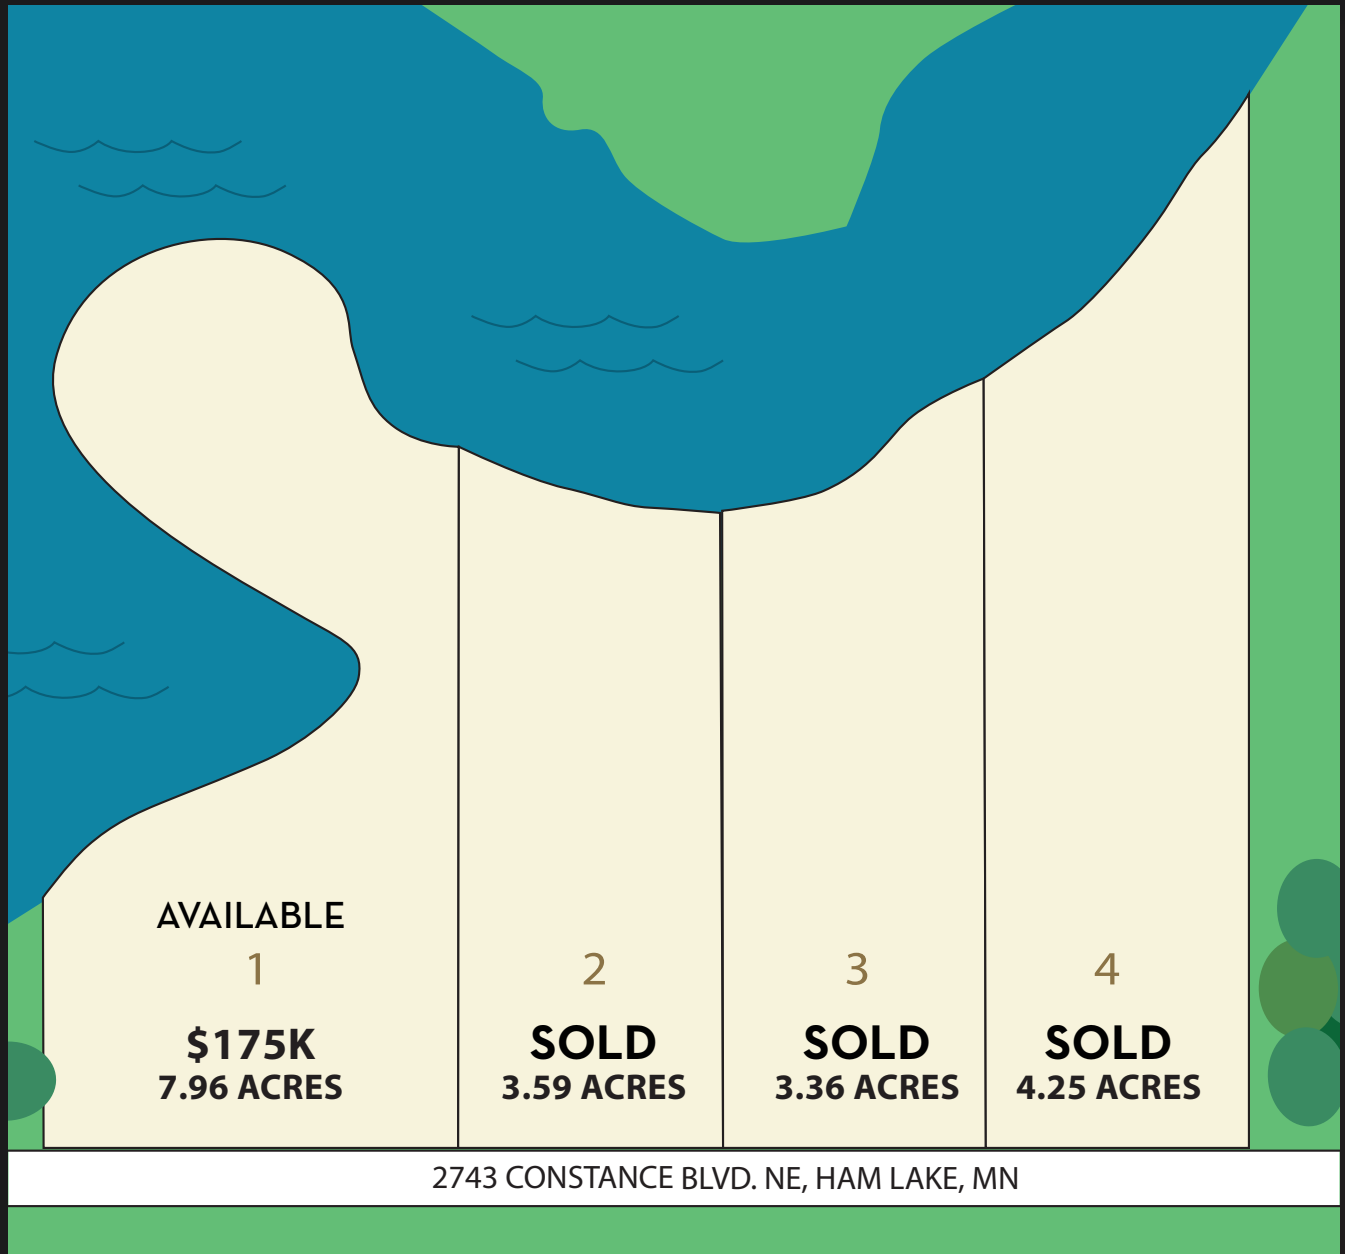 AVAILABLE
1
$175K
7.96 ACRES
2
SOLD
3.59 ACRES
3
SOLD
3.36 ACRES
4
SOLD
4.25 ACRES
2743 CONSTANCE BLVD. NE, HAM LAKE, MN